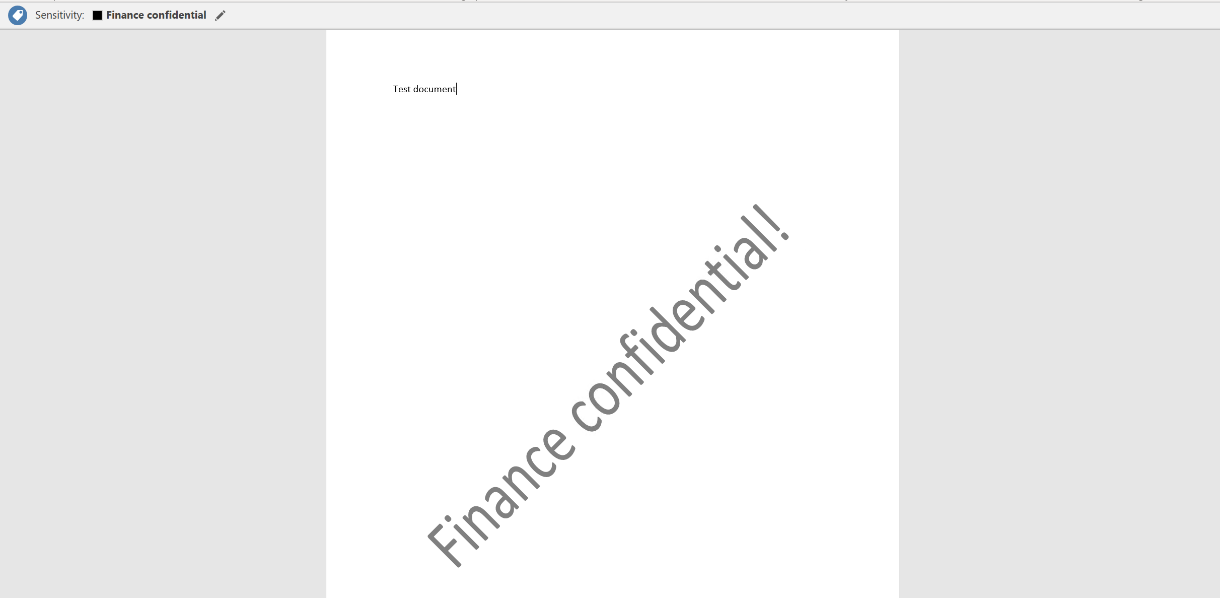 Sensitivity: Finance confidential
Test document
Finance confidential!